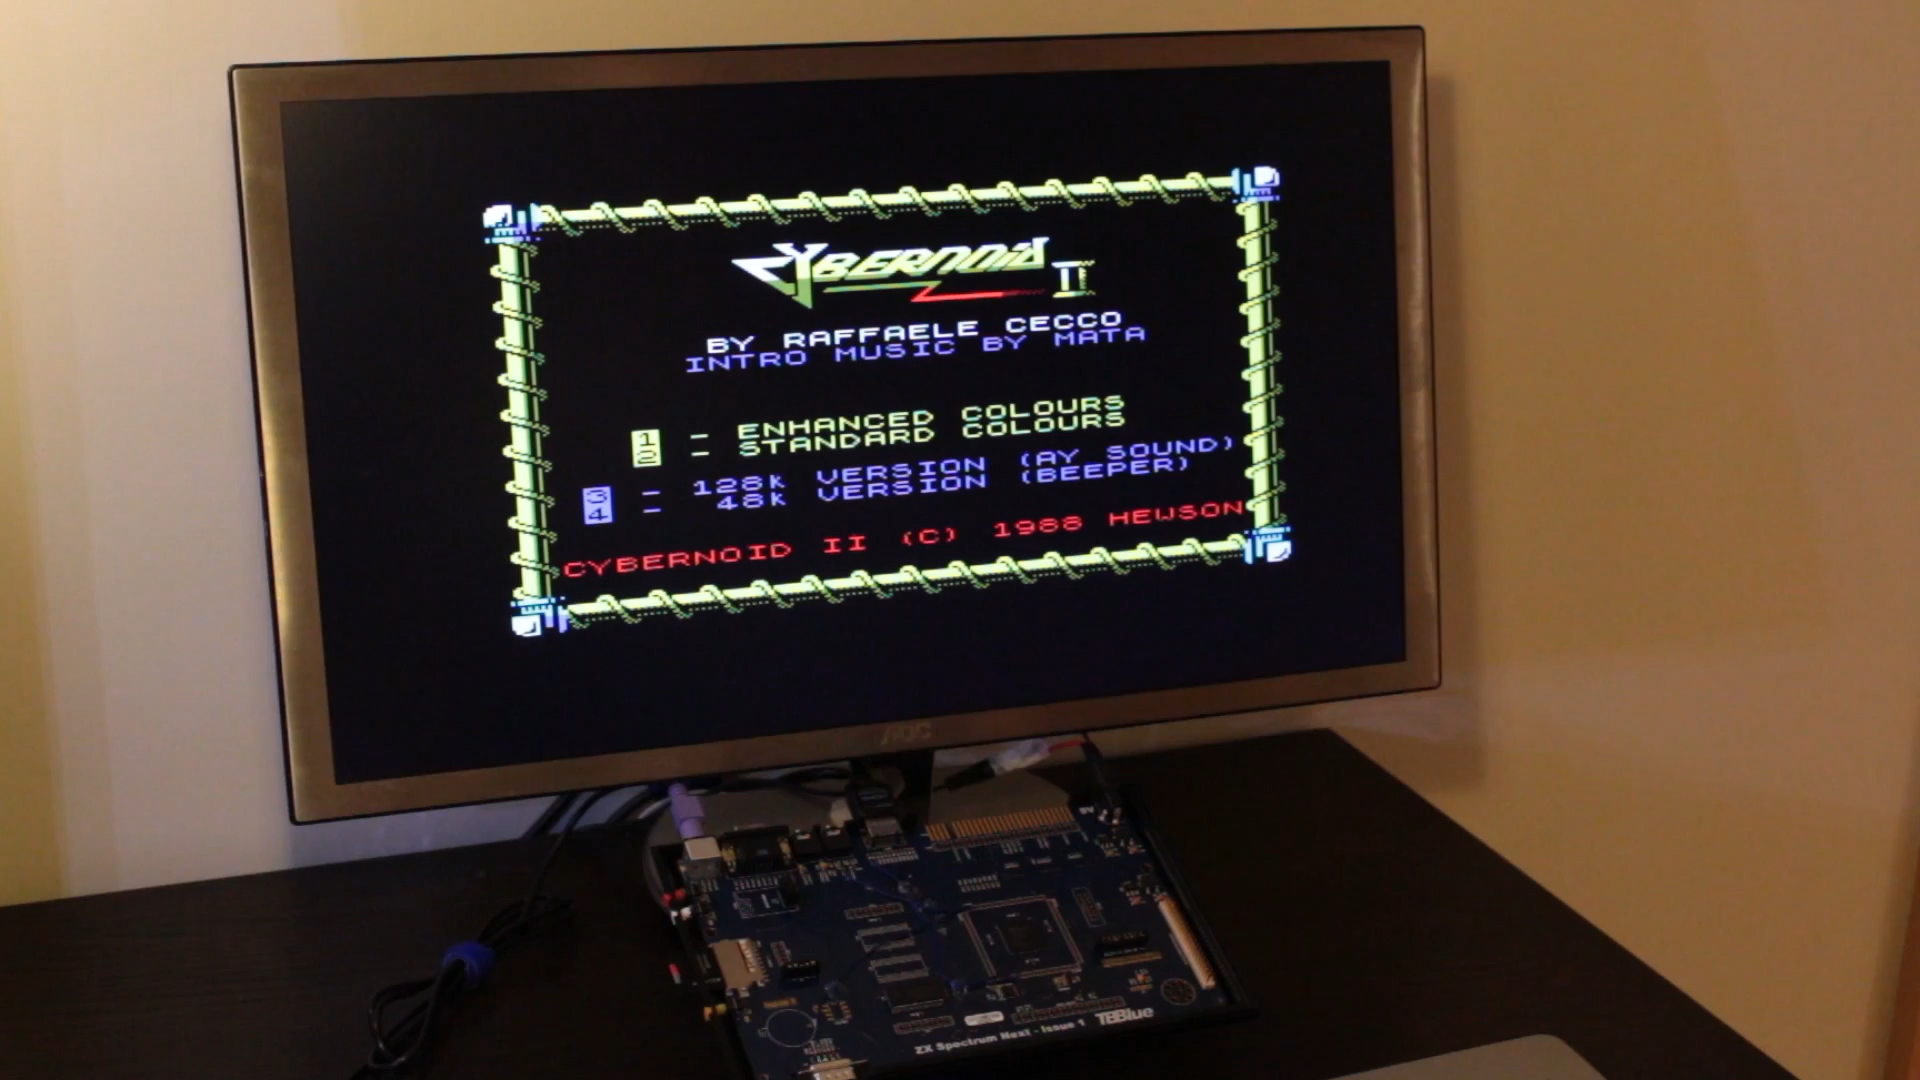 CYBERNOID II
BY RAFFAELE CECCO
INTRO MUSIC BY MATA
1 - ENHANCED COLOURS
2 - STANDARD COLOURS
3 - 128k VERSION (AY SOUND)
4 - 48k VERSION (BEEPER)
CYBERNOID II (C) 1988 HEWSON
AOC
ZX Spectrum Next - Issue 1 TBBlue